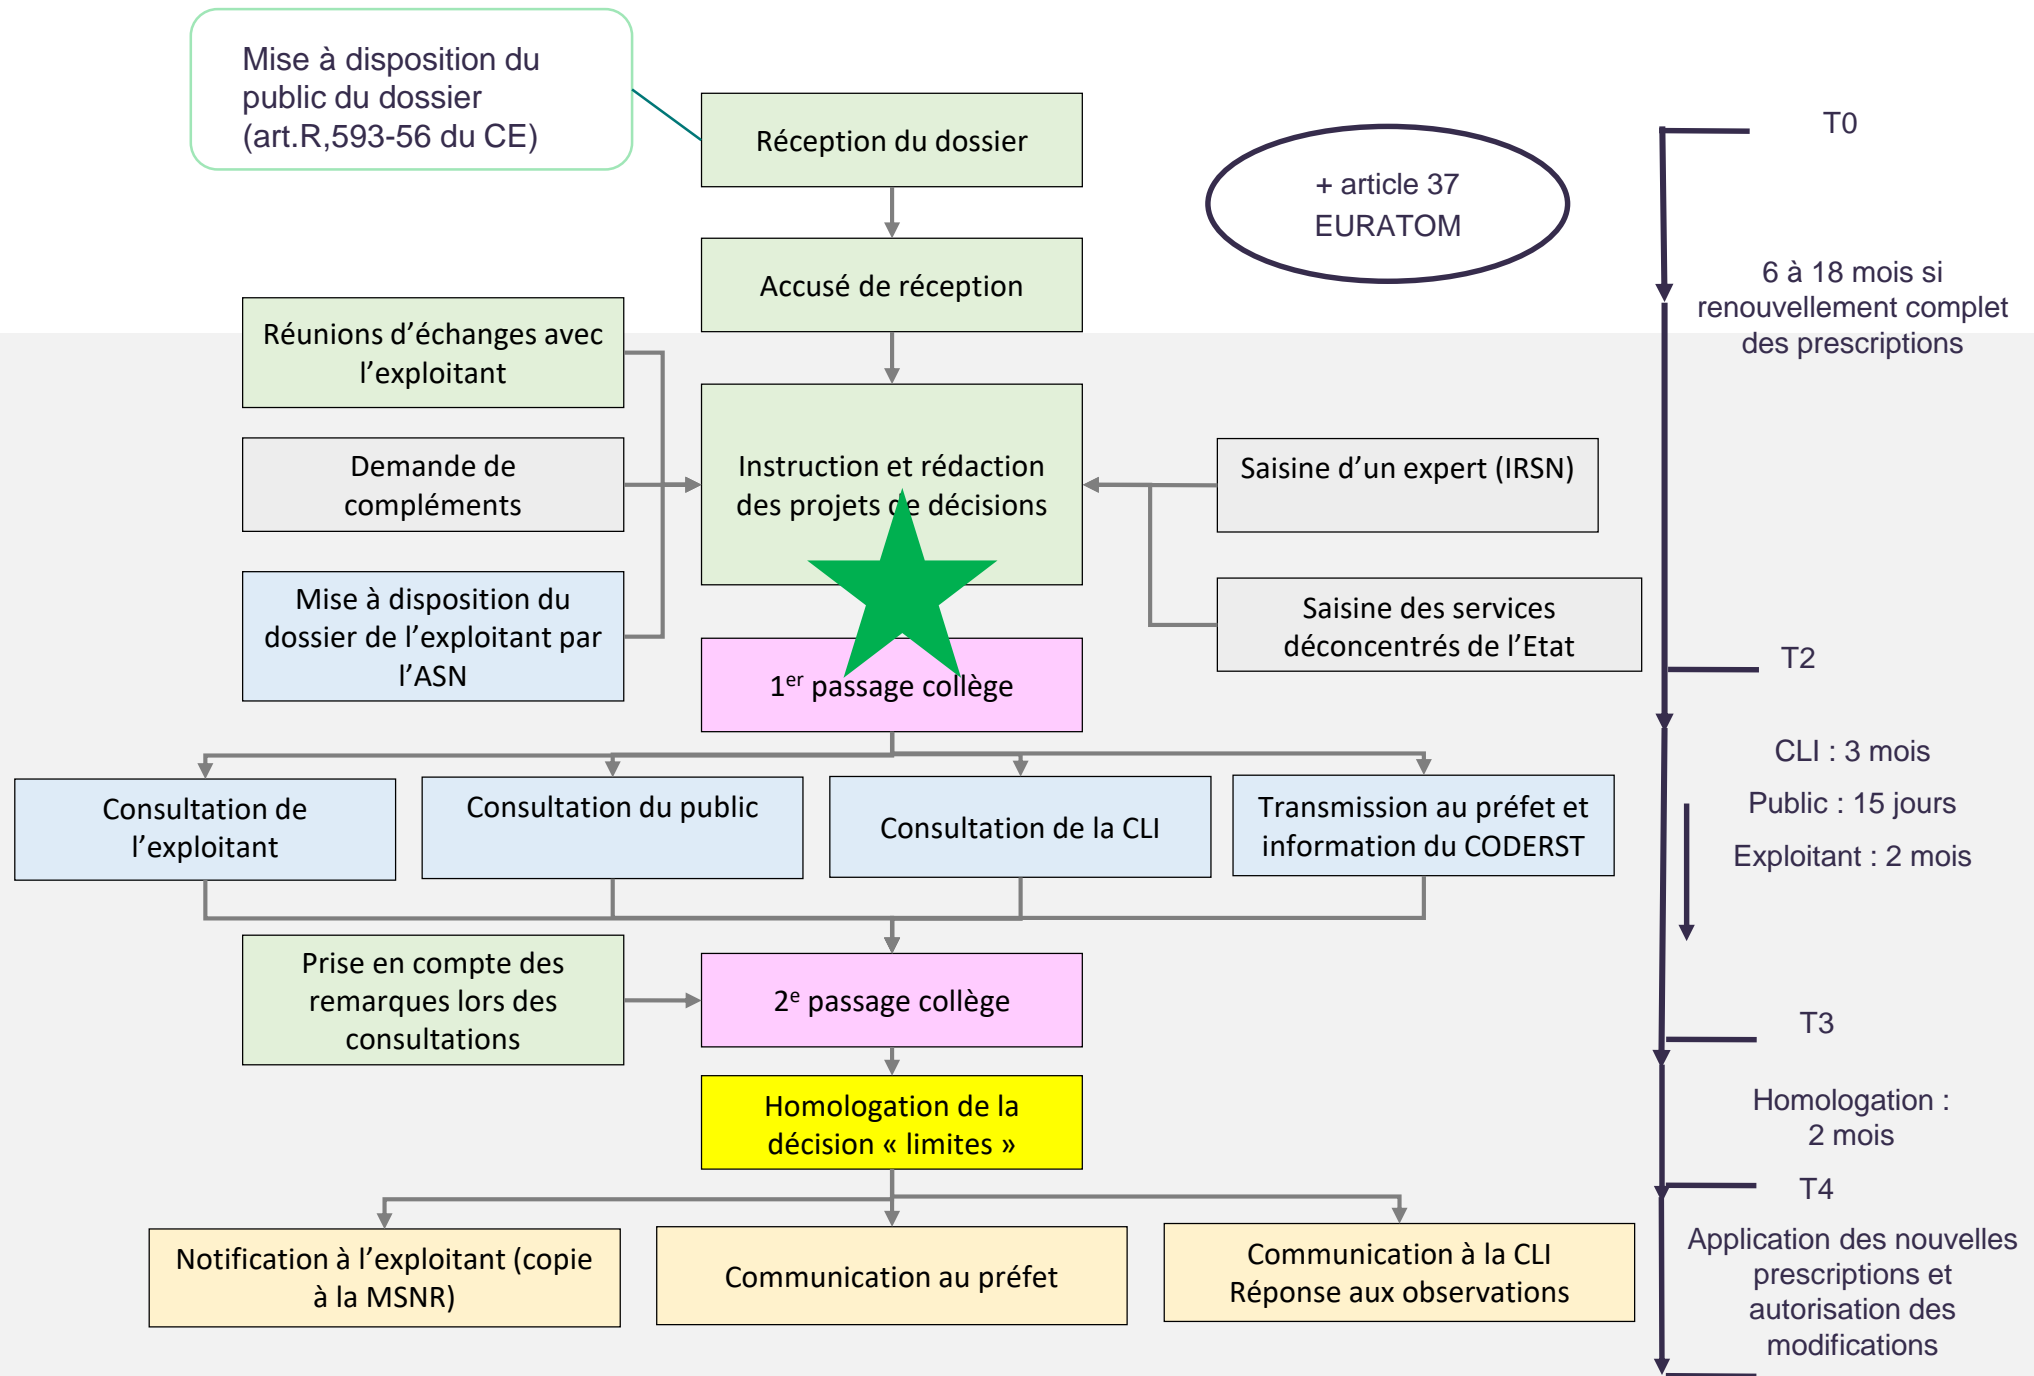 Mise à disposition du
public du dossier
(art.R,593-56 du CE)
Réception du dossier
+ article 37
EURATOM
T0
Accusé de réception
6 à 18 mois si
renouvellement complet
des prescriptions
Réunions d’échanges avec
l’exploitant
Demande de
compléments
Mise à disposition du
dossier de l’exploitant par
l’ASN
Instruction et rédaction
des projets de décisions
Saisine d’un expert (IRSN)
Saisine des services
déconcentrés de l’Etat
T2
1er passage collège
Consultation de
l’exploitant
Consultation du public
Consultation de la CLI
Transmission au préfet et
information du CODERST
CLI : 3 mois
Public : 15 jours
Exploitant : 2 mois
Prise en compte des
remarques lors des
consultations
2e passage collège
T3
Homologation de la
décision « limites »
Homologation :
2 mois
T4
Notification à l’exploitant (copie
à la MSNR)
Communication au préfet
Communication à la CLI
Réponse aux observations
Application des nouvelles
prescriptions et
autorisation des
modifications